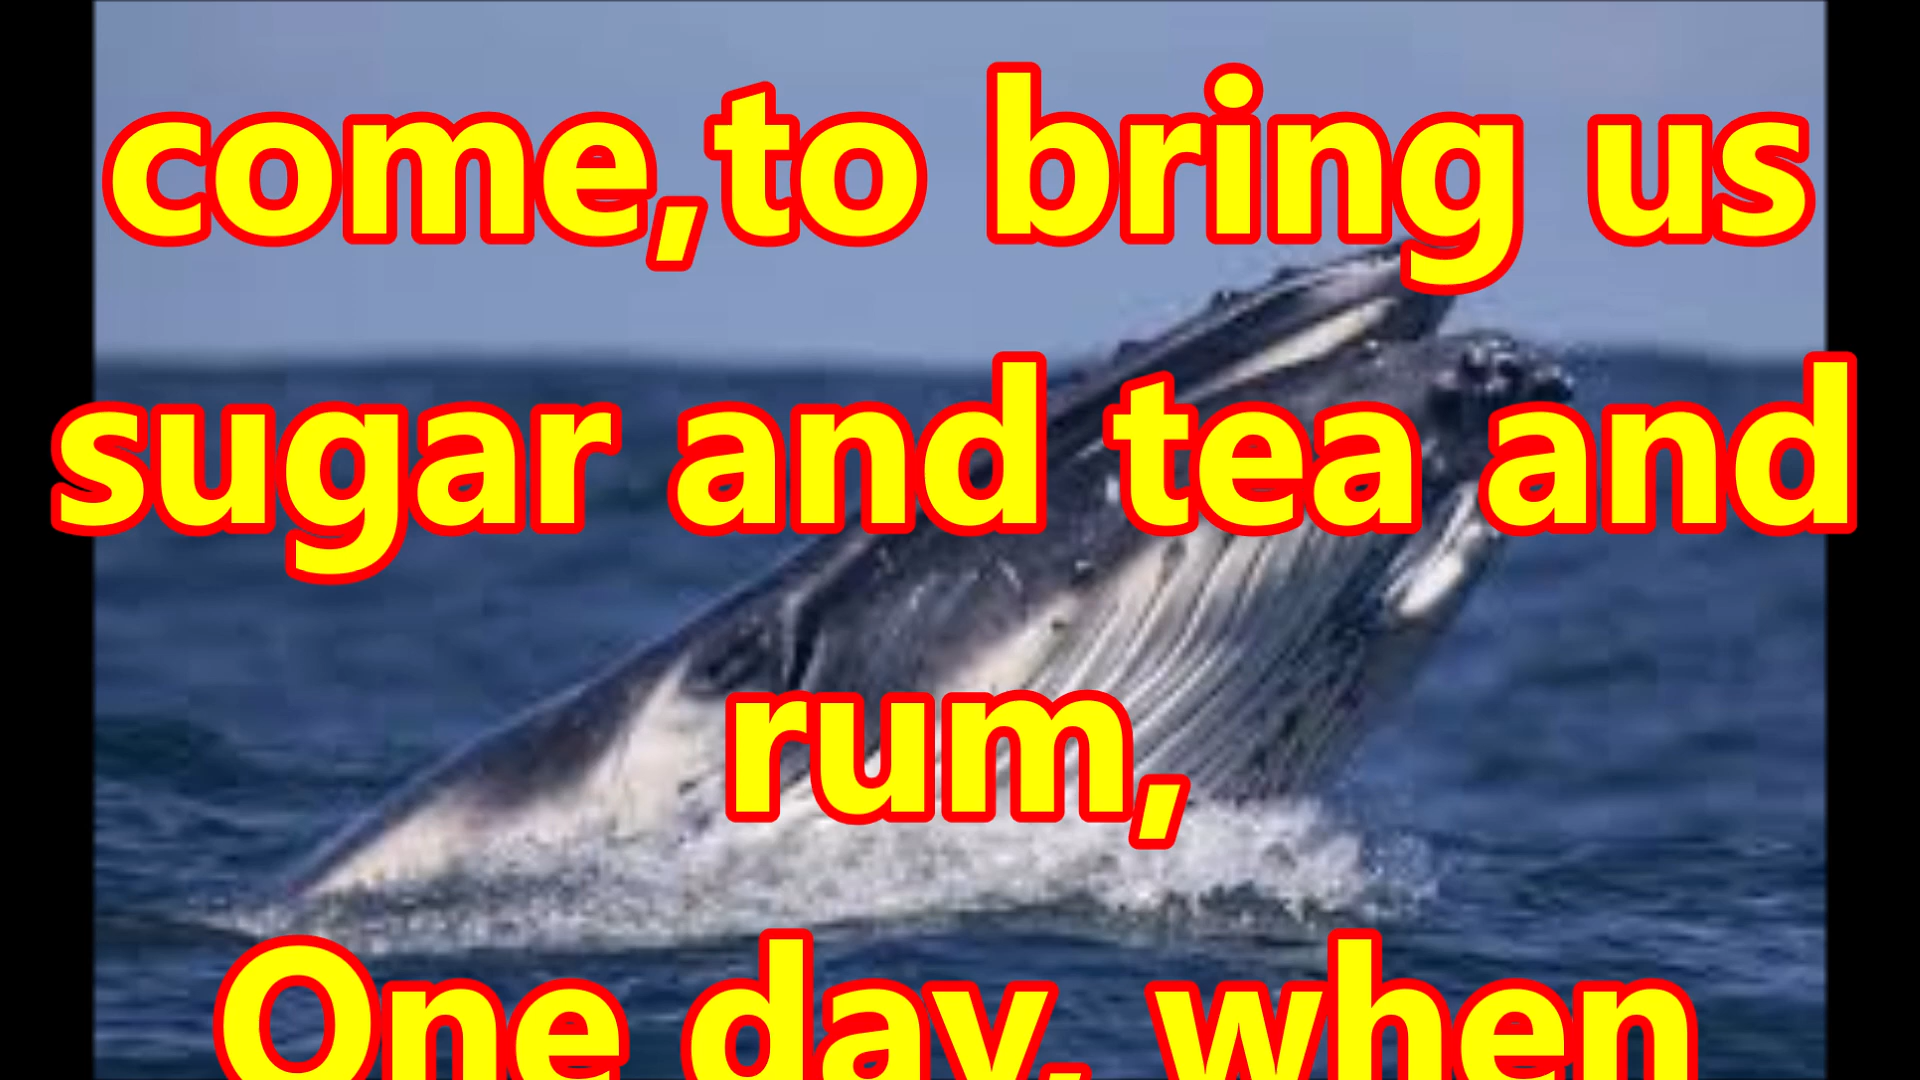 come,to bring us
sugar and tea and
rum,
One day, when